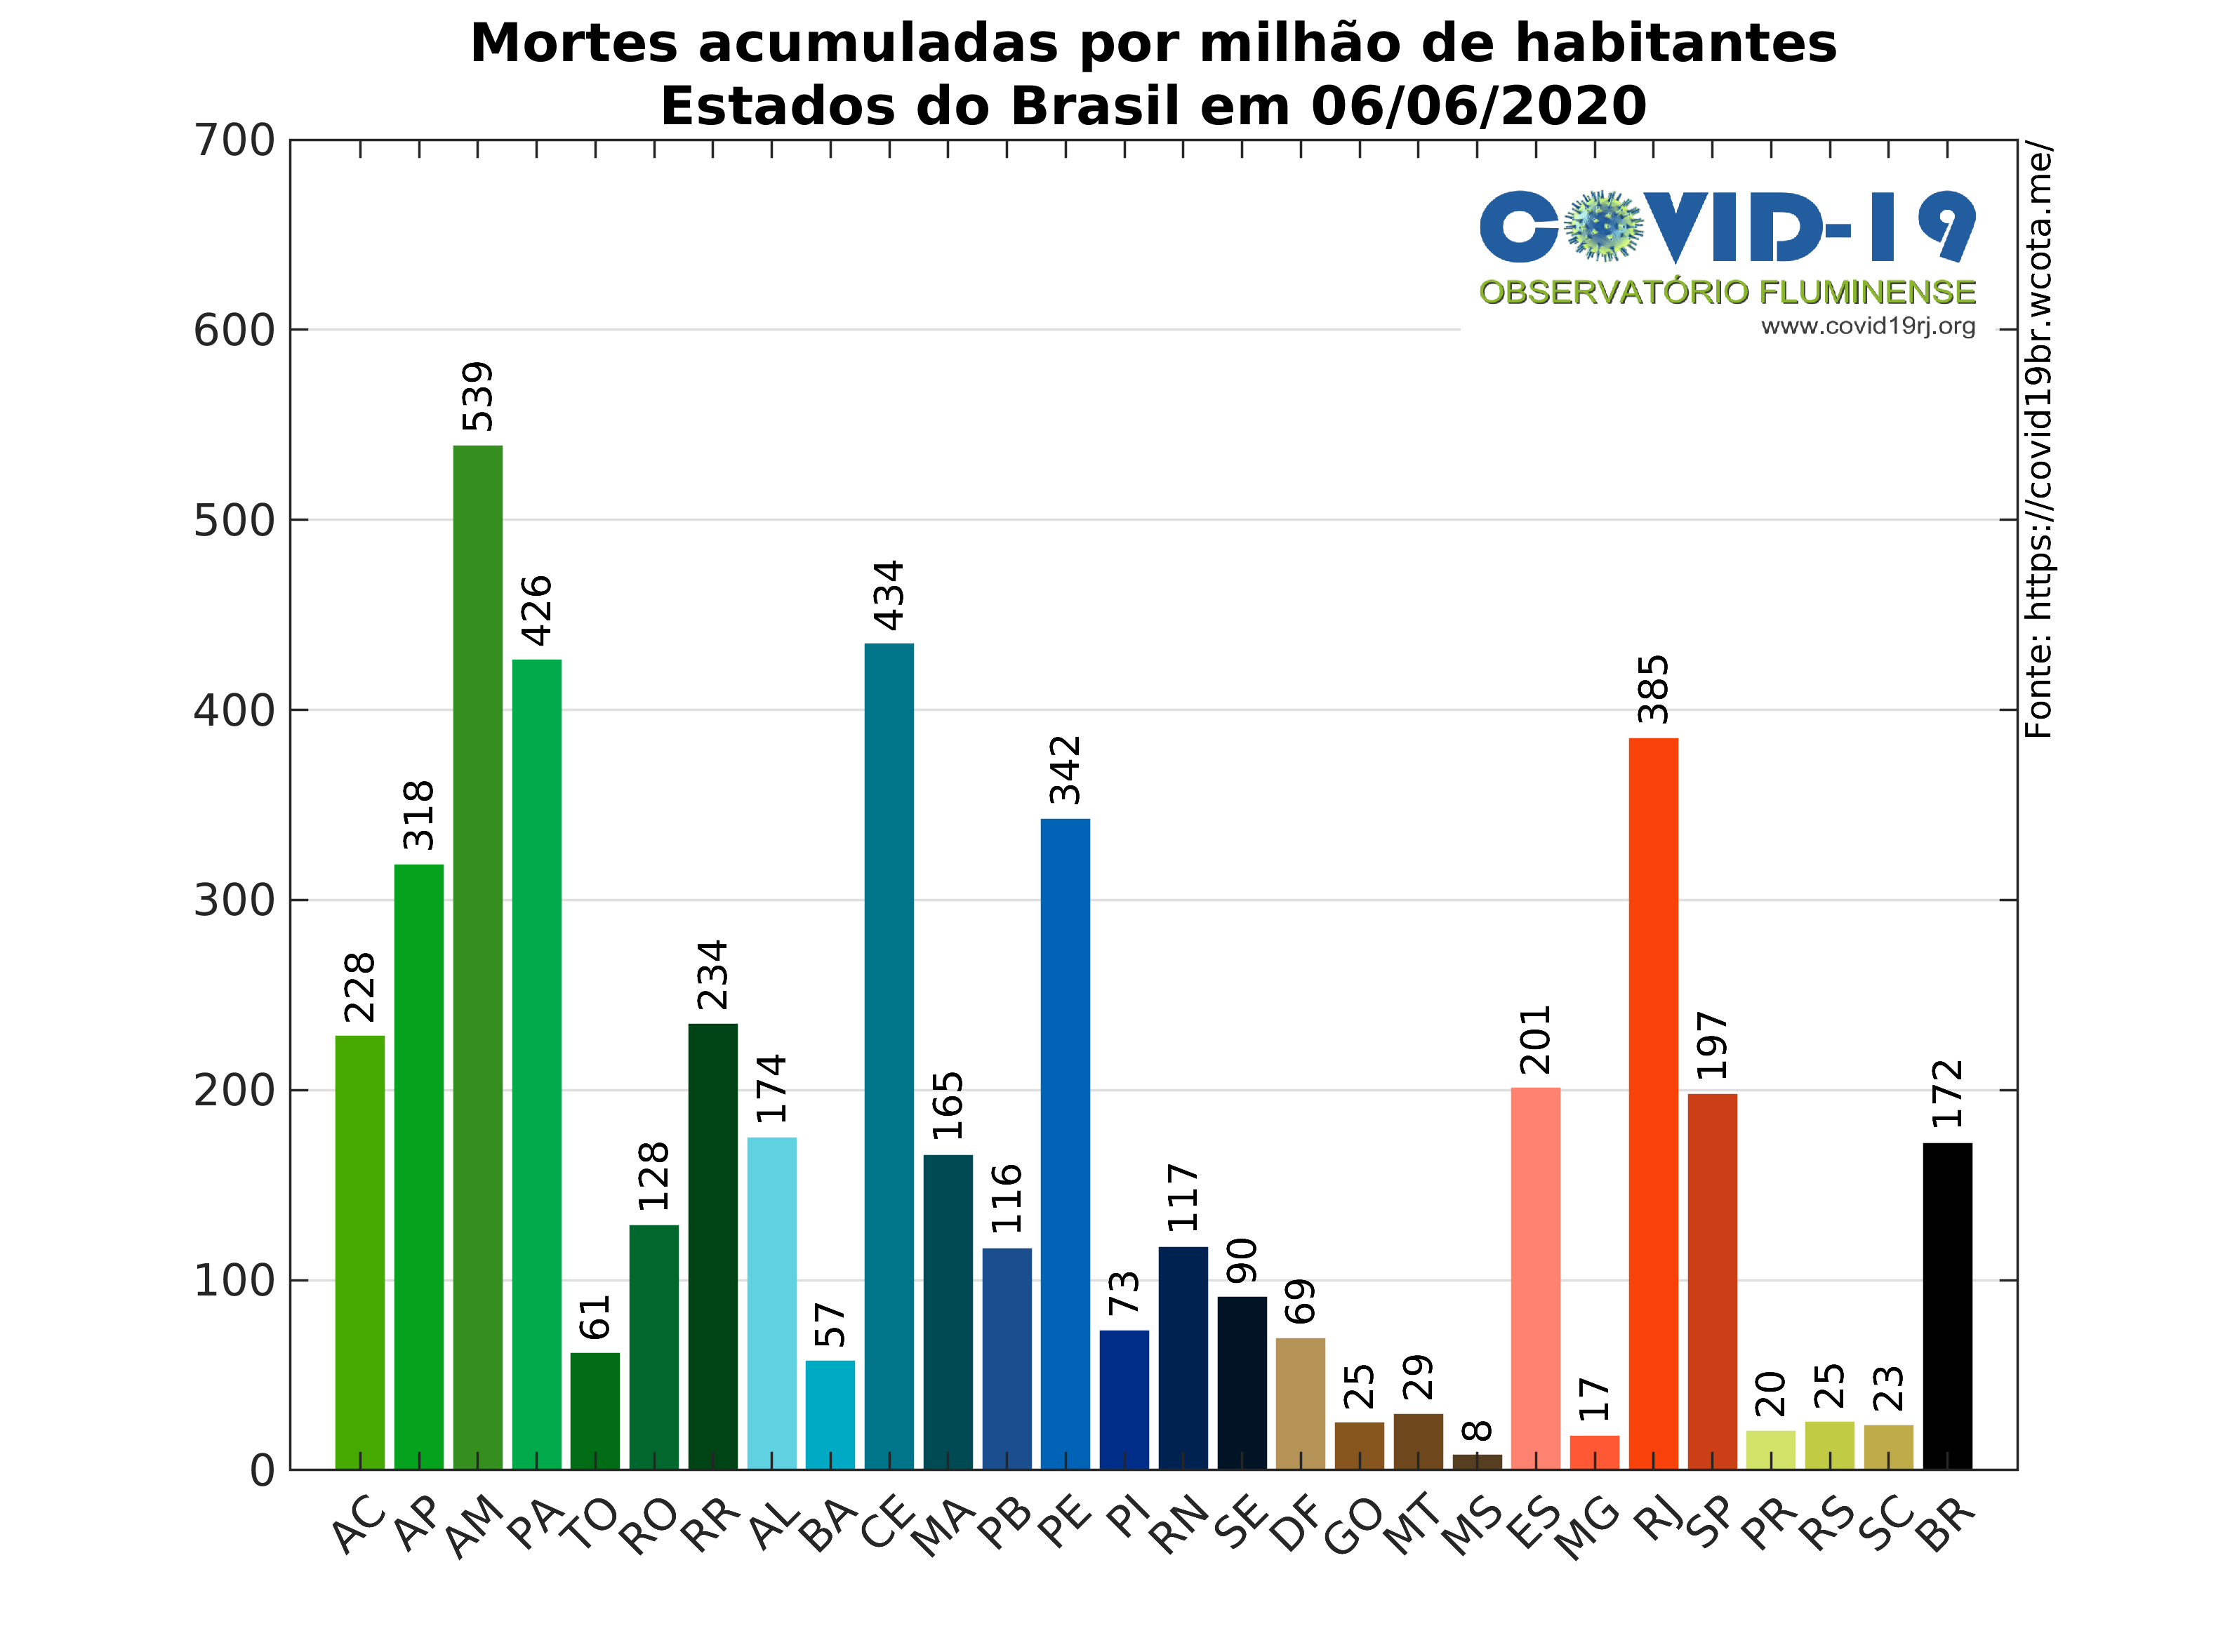 Mortes acumuladas por milhão de habitantes
Estados do Brasil em 06/06/2020
COVID-19
OBSERVATÓRIO FLUMINENSE
www.covid19rj.org
Fonte: https://covid19br.wcota.me/
700
600
500
400
300
200
100
0
228
318
539
426
61
128
234
174
57
434
165
116
342
73
117
90
69
25
29
8
201
17
385
197
20
25
23
172
AC
AP
AM
PA
TO
RO
RR
AL
BA
CE
MA
PB
PE
PI
RN
SE
DF
GO
MT
MS
ES
MG
RJ
SP
PR
RS
SC
BR